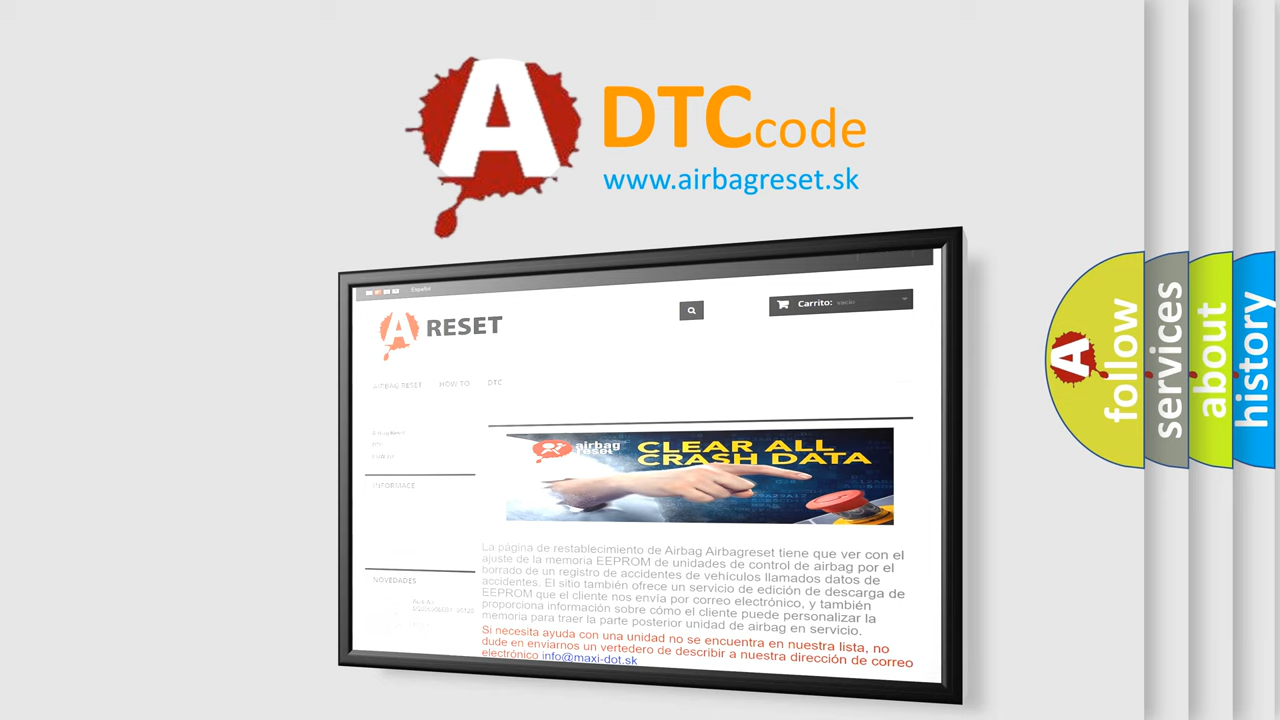 A
DTCcode
www.airbagreset.sk
Español
A RESET
Carrito: vacío
AIRBAG RESET HOW TO DTC
INFORMACE
airbag
reset
CLEAR ALL
CRASH DATA
La página de restablecimiento de Airbag Airbagreset tiene que ver con el
ajuste de la memoria EEPROM de unidades de control de airbag por el
borrado de un registro de accidentes de vehículos llamados datos de
accidentes. El sitio también ofrece un servicio de edición de descarga de
EEPROM que el cliente nos envía por correo electrónico, y también
proporciona información sobre cómo el cliente puede personalizar la
memoria para traer la parte posterior unidad de airbag en servicio.
Si necesita ayuda con una unidad no se encuentra en nuestra lista, no
dude en enviarnos un vertedero de describir a nuestra dirección de correo
electrónico info@maxi-dot.sk
NOVEDADES
A
follow
services
about
history